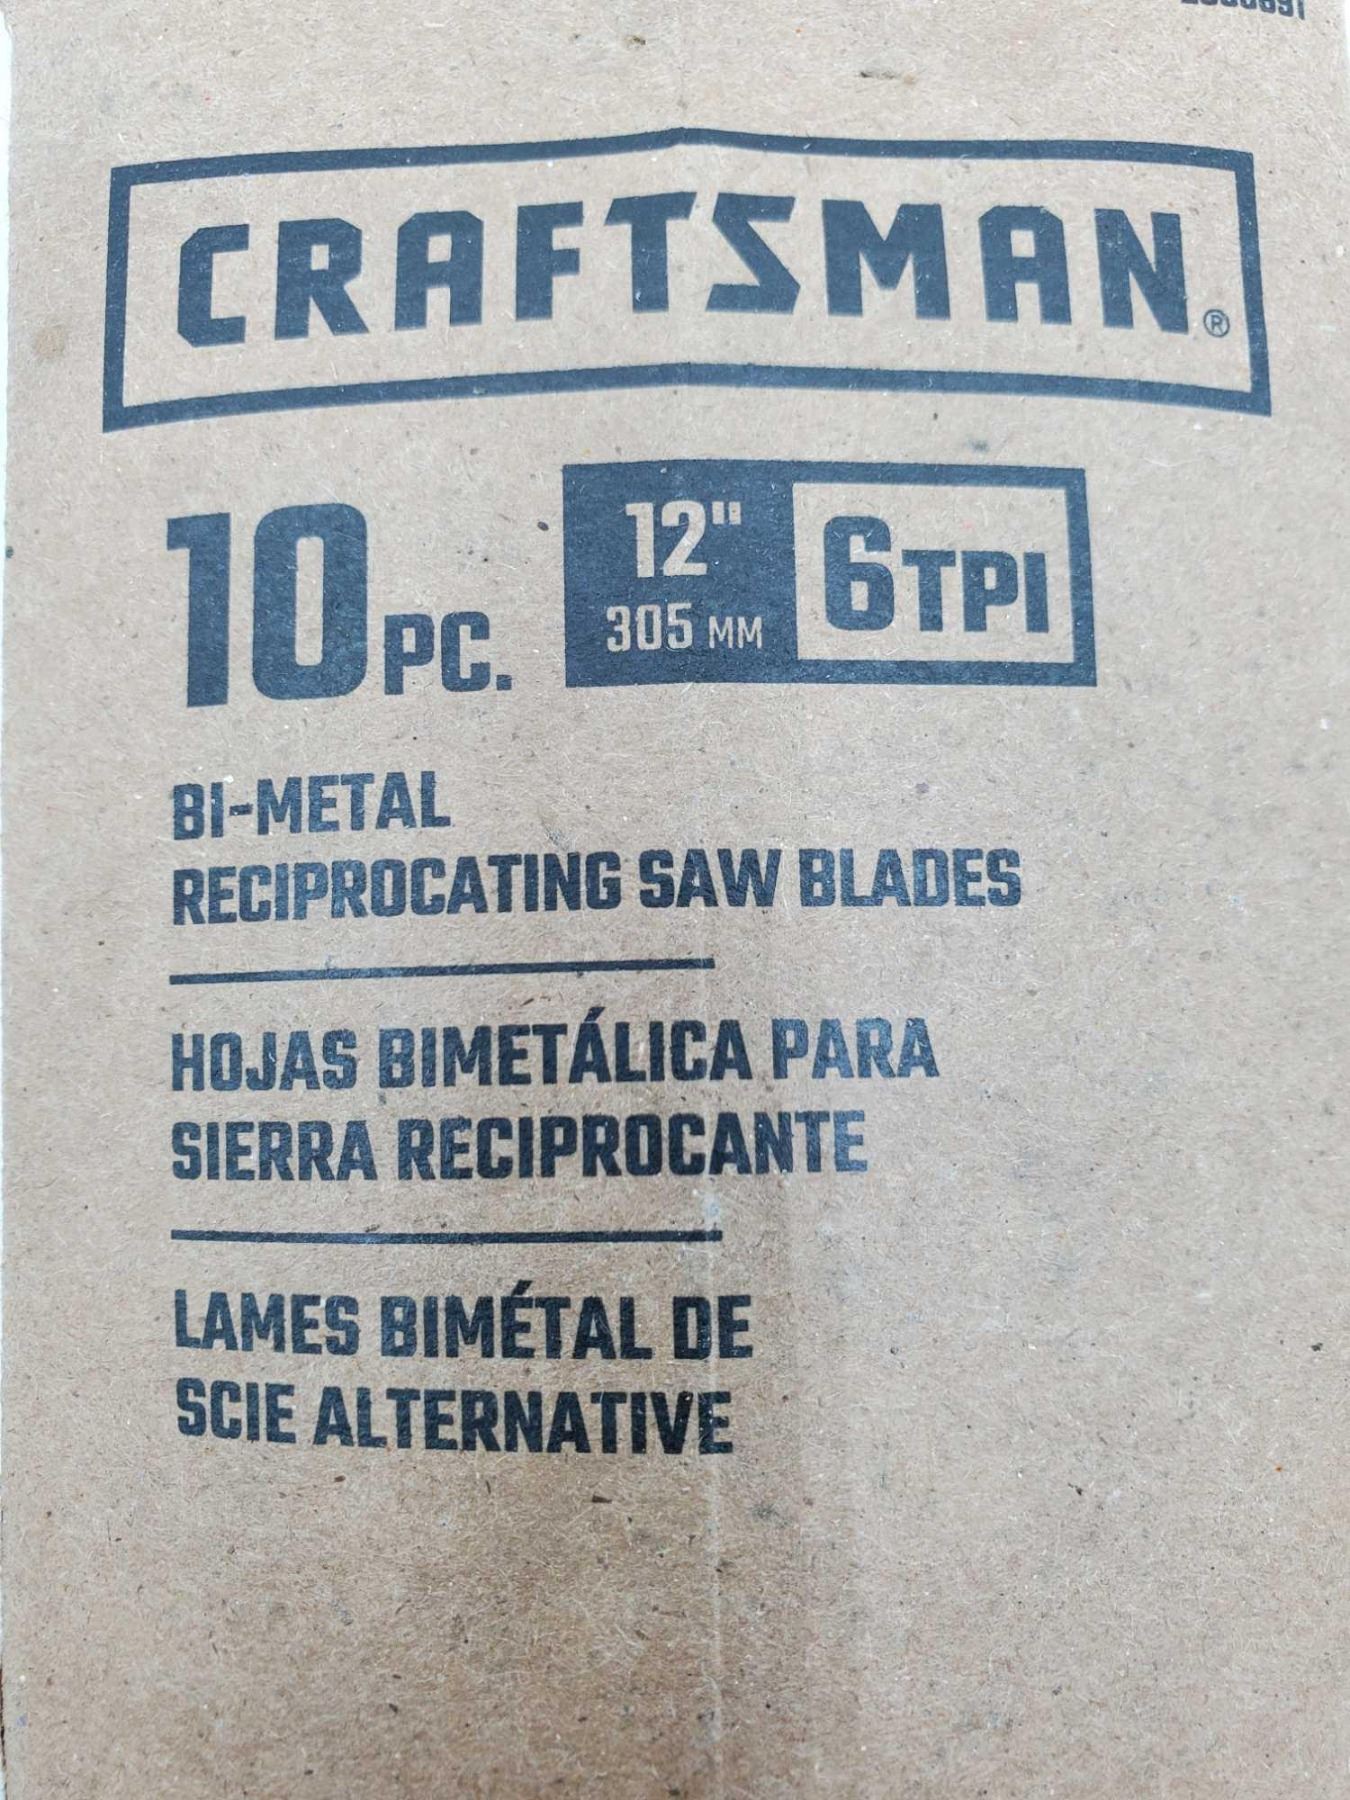 CRAFTSMAN®
10 PC.
12"
305 MM
6 TPI
BI-METAL
RECIPROCATING SAW BLADES
HOJAS BIMETÁLICA PARA
SIERRA RECIPROCANTE
LAMES BIMÉTAL DE
SCIE ALTERNATIVE